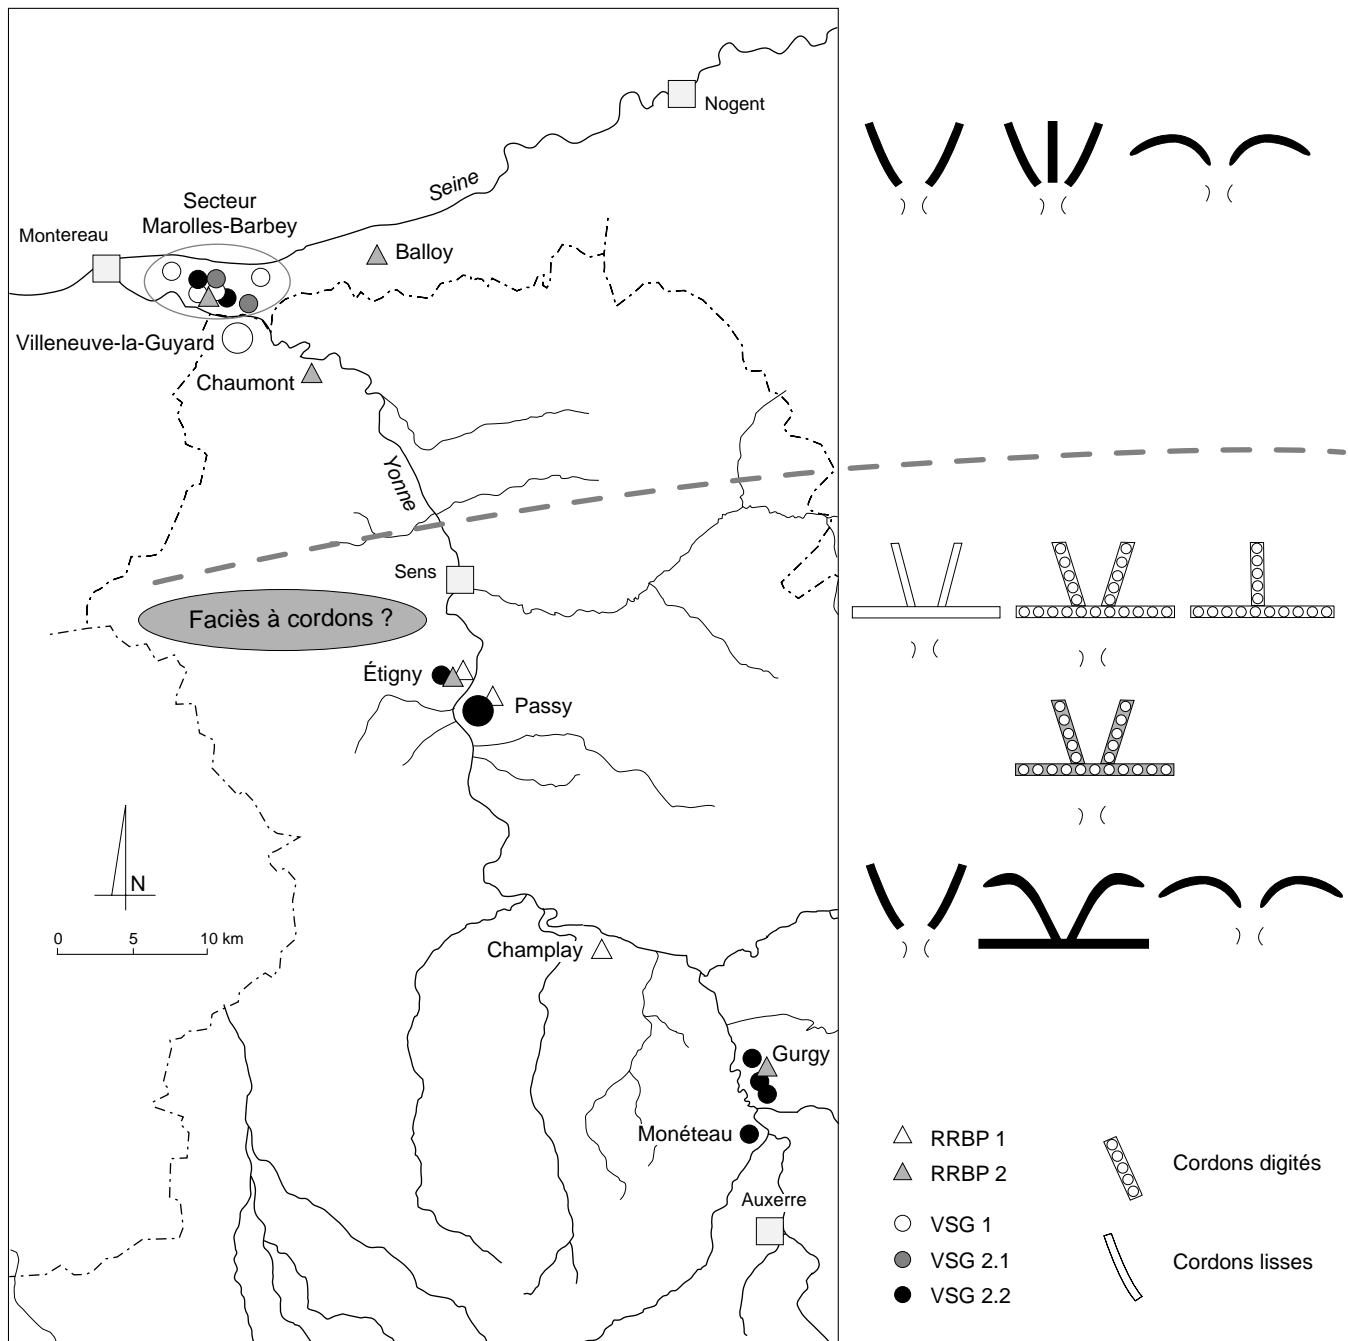 Nogent
Seine
Secteur
Marolles-Barbey
Montereau
Balloy
Villeneuve-la-Guyard
Chaumont
Yonne
Sens
Faciès à cordons ?
Étigny
Passy
N
0 5 10 km
Champlay
Gurgy
Monéteau
Auxerre
RRBP 1
RRBP 2
VSG 1
VSG 2.1
VSG 2.2
Cordons digités
Cordons lisses